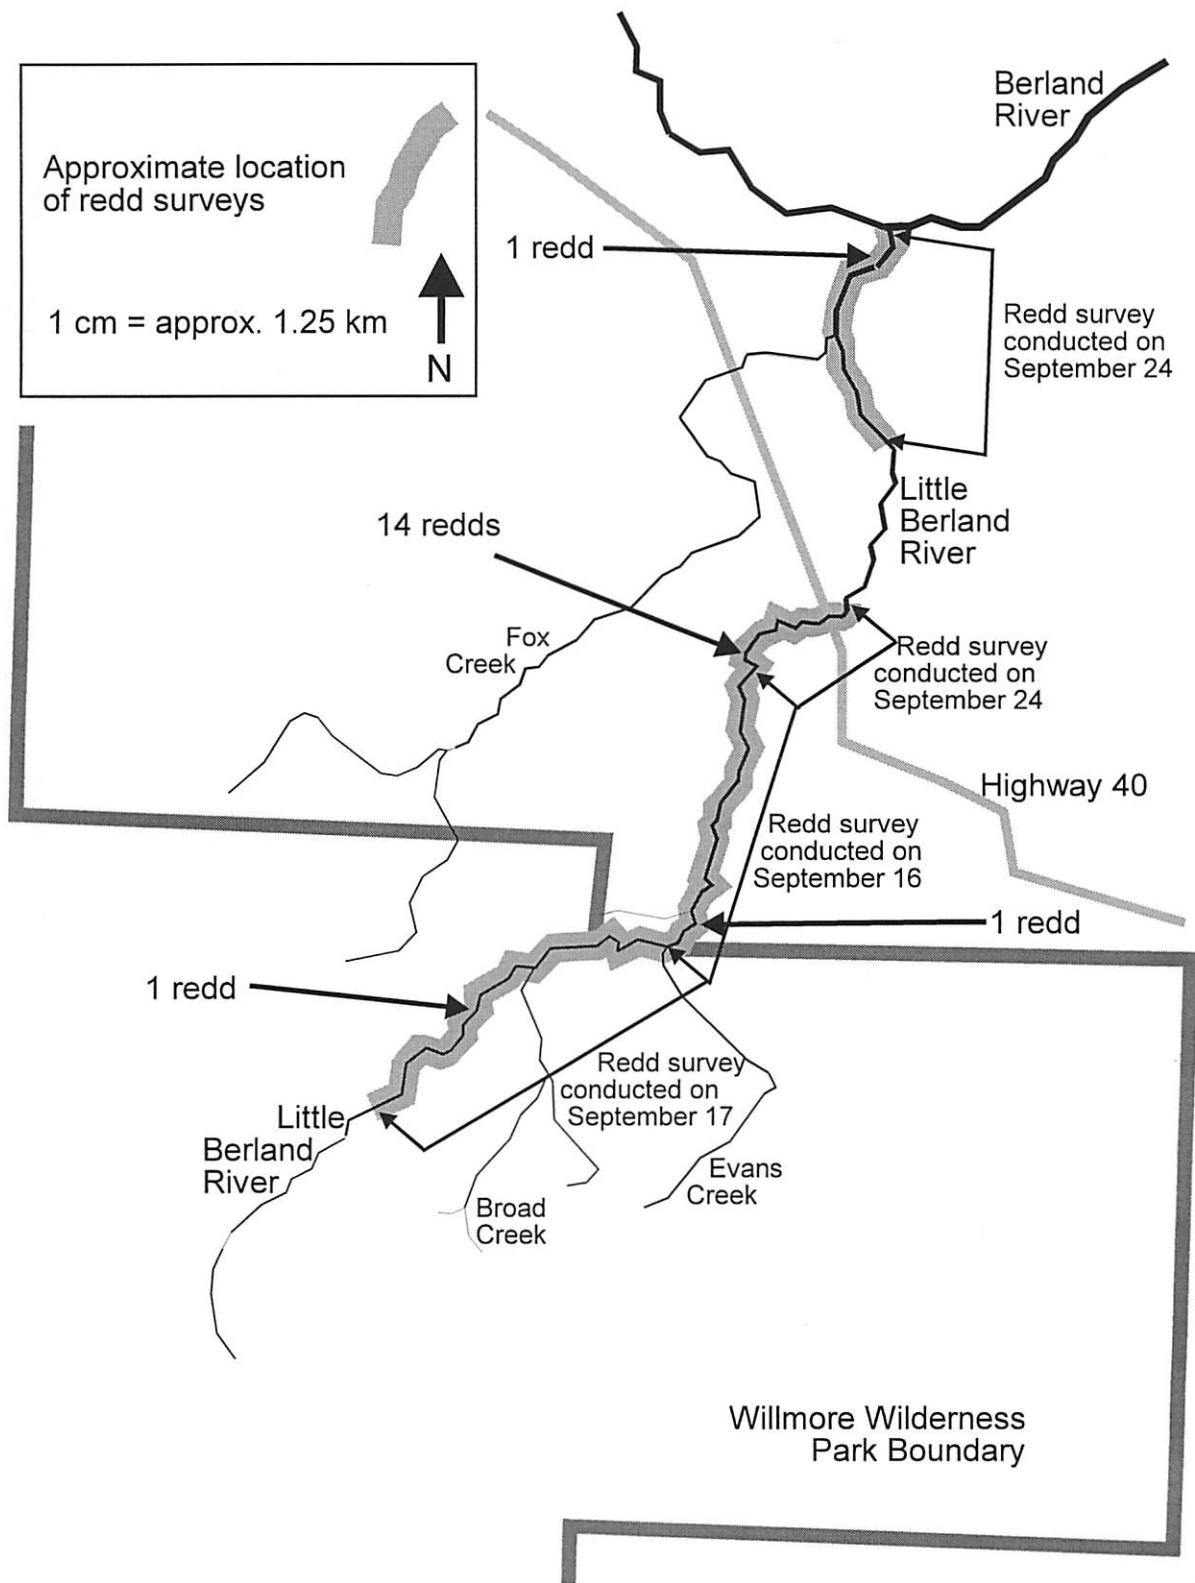 Berland
River
Approximate location
of redd surveys
1 cm = approx. 1.25 km
N
1 redd
Redd survey
conducted on
September 24
Little
Berland
River
14 redds
Fox
Creek
Redd survey
conducted on
September 24
Highway 40
Redd survey
conducted on
September 16
1 redd
1 redd
Redd survey
conducted on
September 17
Little
Berland
River
Evans
Creek
Broad
Creek
Willmore Wilderness
Park Boundary